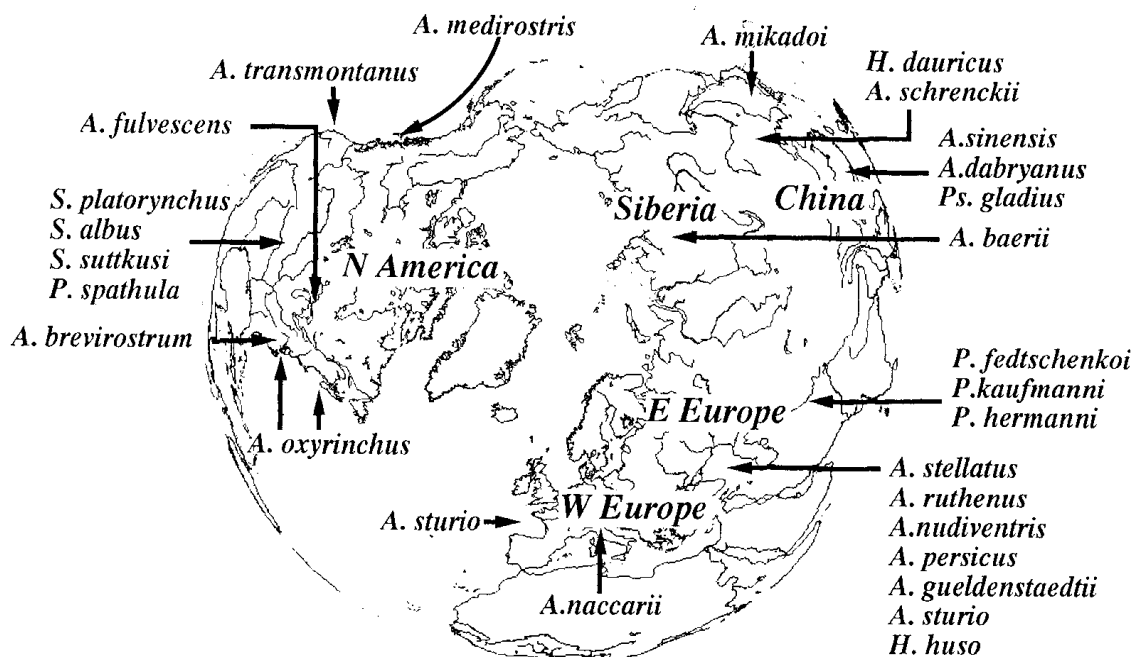 A. medirostris
A. mikadoi
A. transmontanus
H. dauricus
A. schrenckii
A. fulvescens
A.sinensis
A.dabryanus
Ps. gladius
S. platorynchus
S. albus
S. suttkusi
P. spathula
Siberia
China
A. baerii
N America
A. brevirostrum
P. fedtschenkoi
P.kaufmanni
P. hermanni
E Europe
A. oxyrinchus
A. stellatus
A. ruthenus
A.nudiventris
A. persicus
A. gueldenstaedtii
A. sturio
H. huso
W Europe
A. sturio
A.naccarii